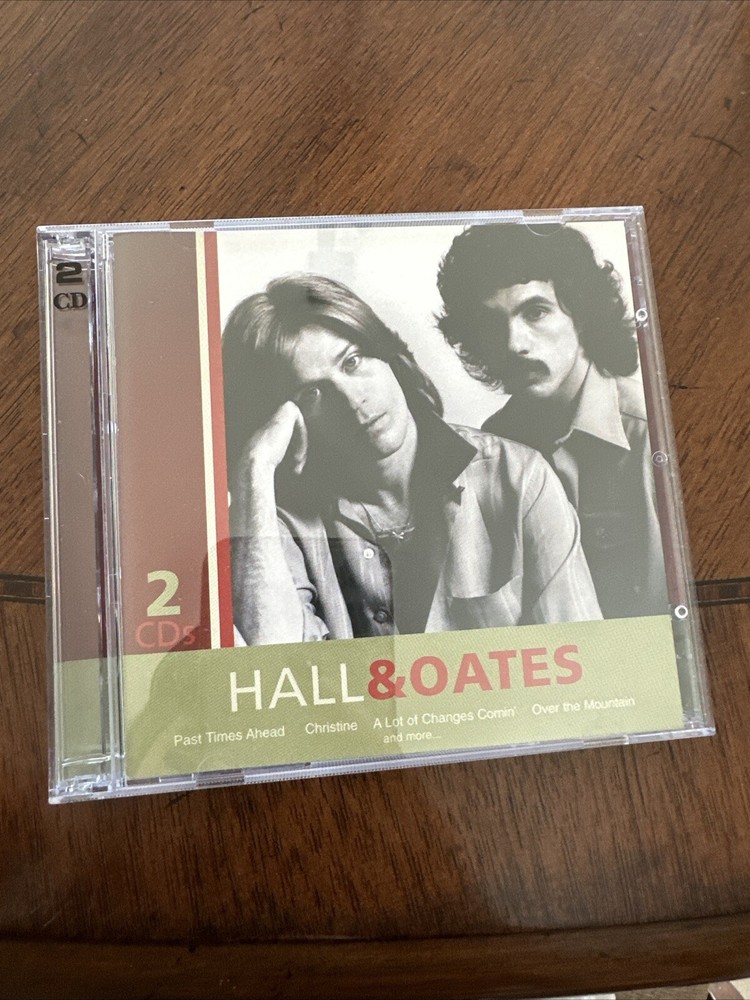 2
CD
2
CDs
HALL&OATES
Past Times Ahead Christine A Lot of Changes Comin' Over the Mountain
and more...